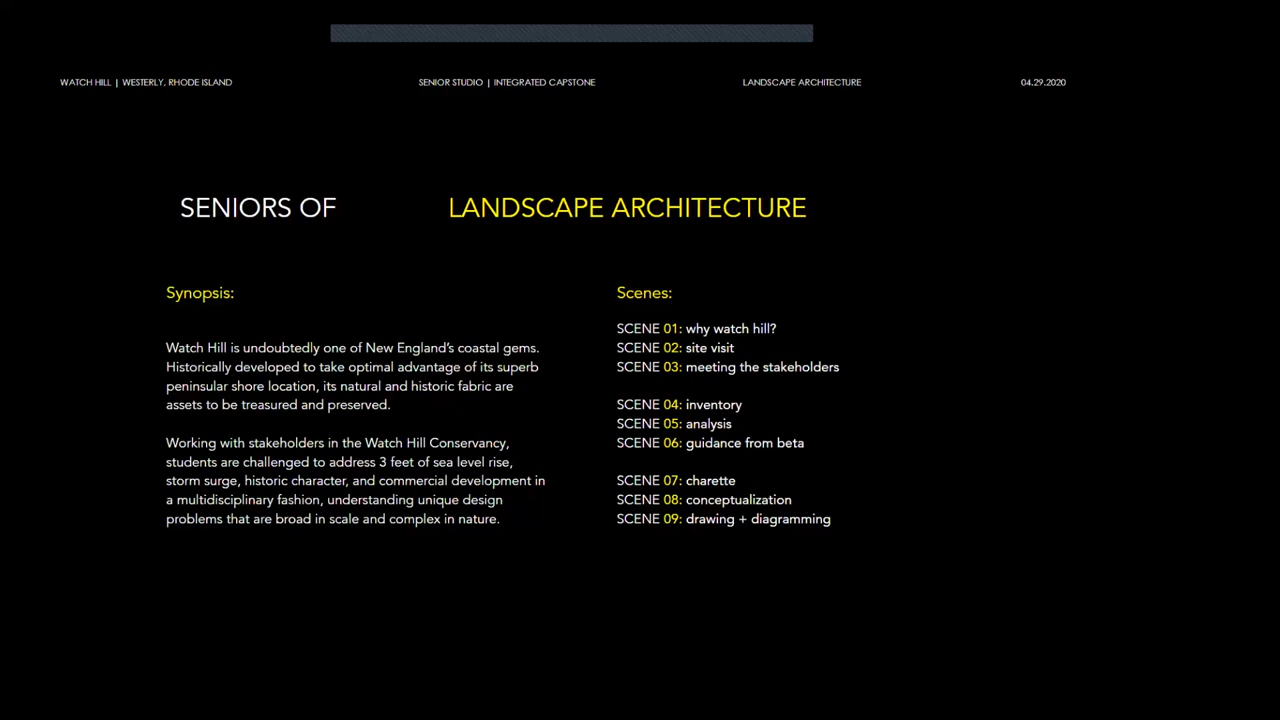 WATCH HILL | WESTERLY, RHODE ISLAND
SENIOR STUDIO | INTEGRATED CAPSTONE
LANDSCAPE ARCHITECTURE
04.29.2020
SENIORS OF LANDSCAPE ARCHITECTURE
Synopsis:
Watch Hill is undoubtedly one of New England's coastal gems.
Historically developed to take optimal advantage of its superb
peninsular shore location, its natural and historic fabric are
assets to be treasured and preserved.
Working with stakeholders in the Watch Hill Conservancy,
students are challenged to address 3 feet of sea level rise,
storm surge, historic character, and commercial development in
a multidisciplinary fashion, understanding unique design
problems that are broad in scale and complex in nature.
Scenes:
SCENE 01: why watch hill?
SCENE 02: site visit
SCENE 03: meeting the stakeholders
SCENE 04: inventory
SCENE 05: analysis
SCENE 06: guidance from beta
SCENE 07: charette
SCENE 08: conceptualization
SCENE 09: drawing + diagramming